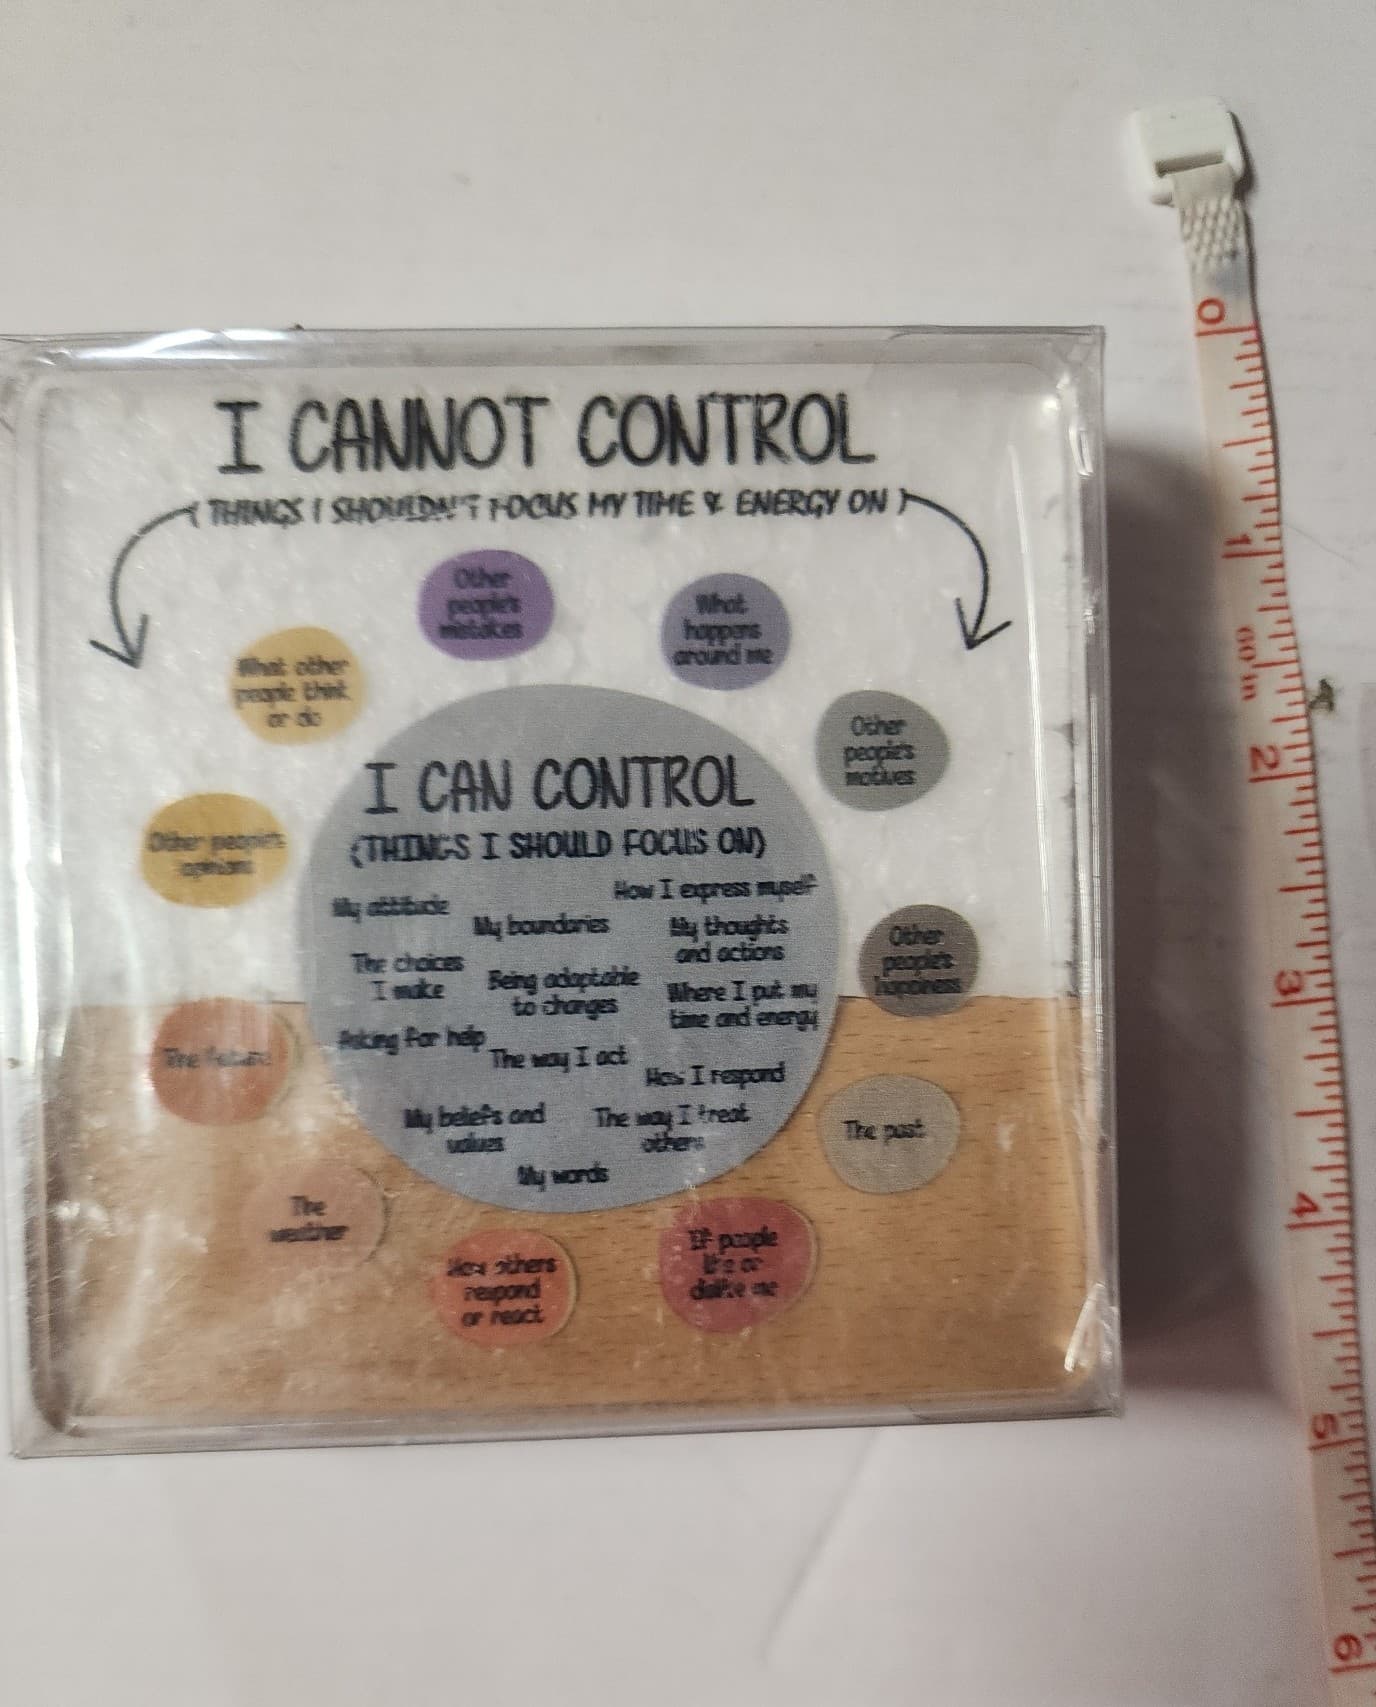 I CANNOT CONTROL
( THINGS I SHOULDN'T FOCUS MY TIME & ENERGY ON )
Other
people's
mistakes
What
happens
around me
What other
people think
or do
Other
people's
motives
Other people's
opinions
Other
people's
happiness
The future
The past
The
weather
How others
respond
or react
If people
like or
dislike me
I CAN CONTROL
(THINGS I SHOULD FOCUS ON)
My attitude
How I express myself
My boundaries
My thoughts
and actions
The choices
I make
Being adaptable
to changes
Where I put my
time and energy
Asking for help
The way I act
How I respond
My beliefs and
values
The way I treat
others
My words
0
1
60 in
2
3
4
5
6